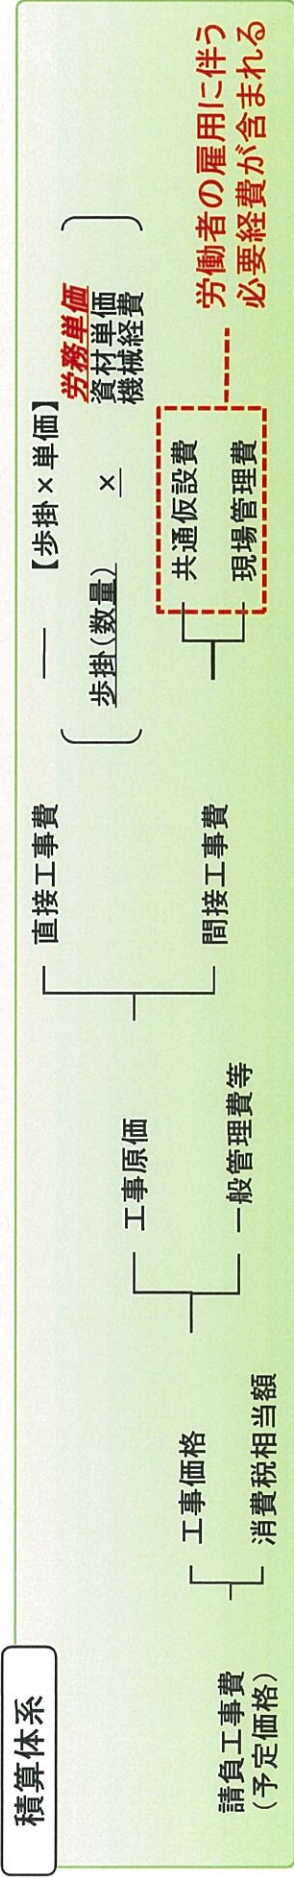 積算体系
請負工事費
（予定価格）
工事価格
消費税相当額
工事原価
一般管理費等
直接工事費
間接工事費
【歩掛×単価】
歩掛（数量）
×
労務単価
資材単価
機械経費
共通仮設費
現場管理費
労働者の雇用に伴う
必要経費が含まれる